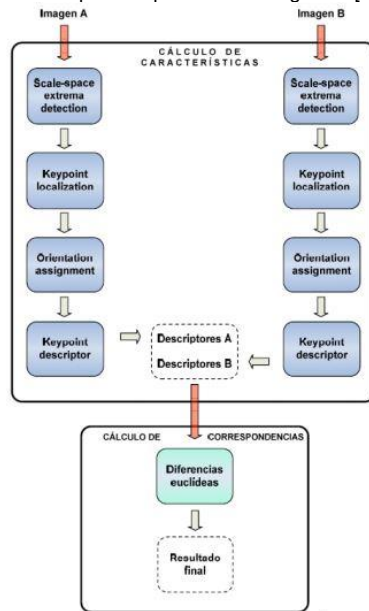 Imagen A
Imagen B
CÁLCULO DE
CARACTERÍSTICAS
Scale-space
extrema
detection
Keypoint
localization
Orientation
assignment
Keypoint
descriptor
Scale-space
extrema
detection
Keypoint
localization
Orientation
assignment
Keypoint
descriptor
Descriptores A
Descriptores B
CÁLCULO DE CORRESPONDENCIAS
Diferencias
euclídeas
Resultado
final